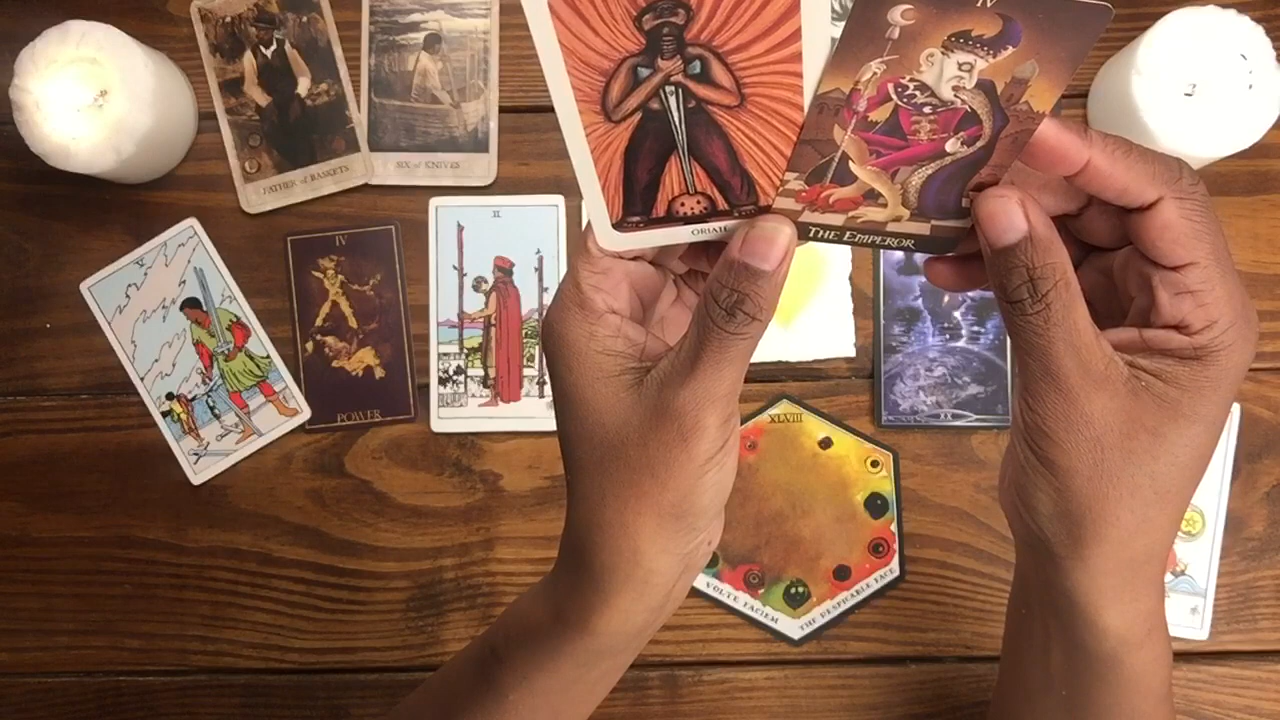 FATHER of BASKETS
SIX of KNIVES
ORIATE
IV
THE EMPEROR
V
IV
POWER
II
XX
XLVIII
VOLTE FACIEM
THE DESPICABLE FACE